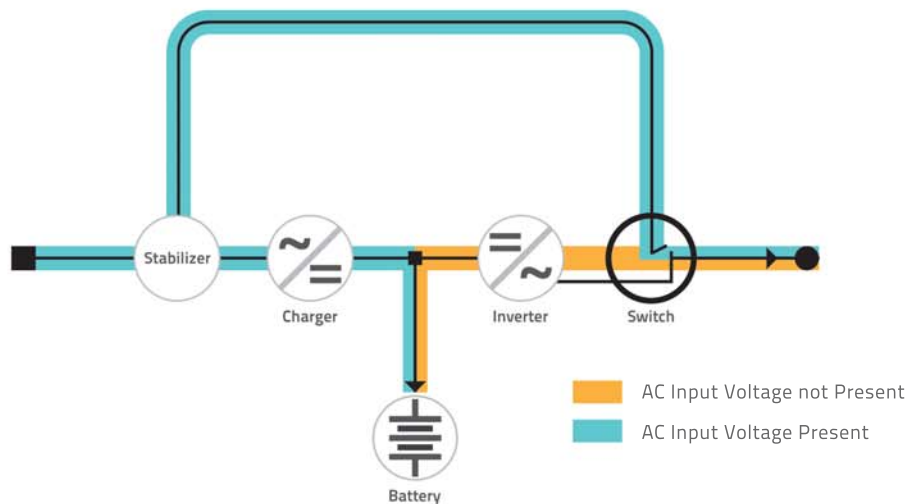 Stabilizer
Charger
Inverter
Switch
AC Input Voltage not Present
AC Input Voltage Present
Battery